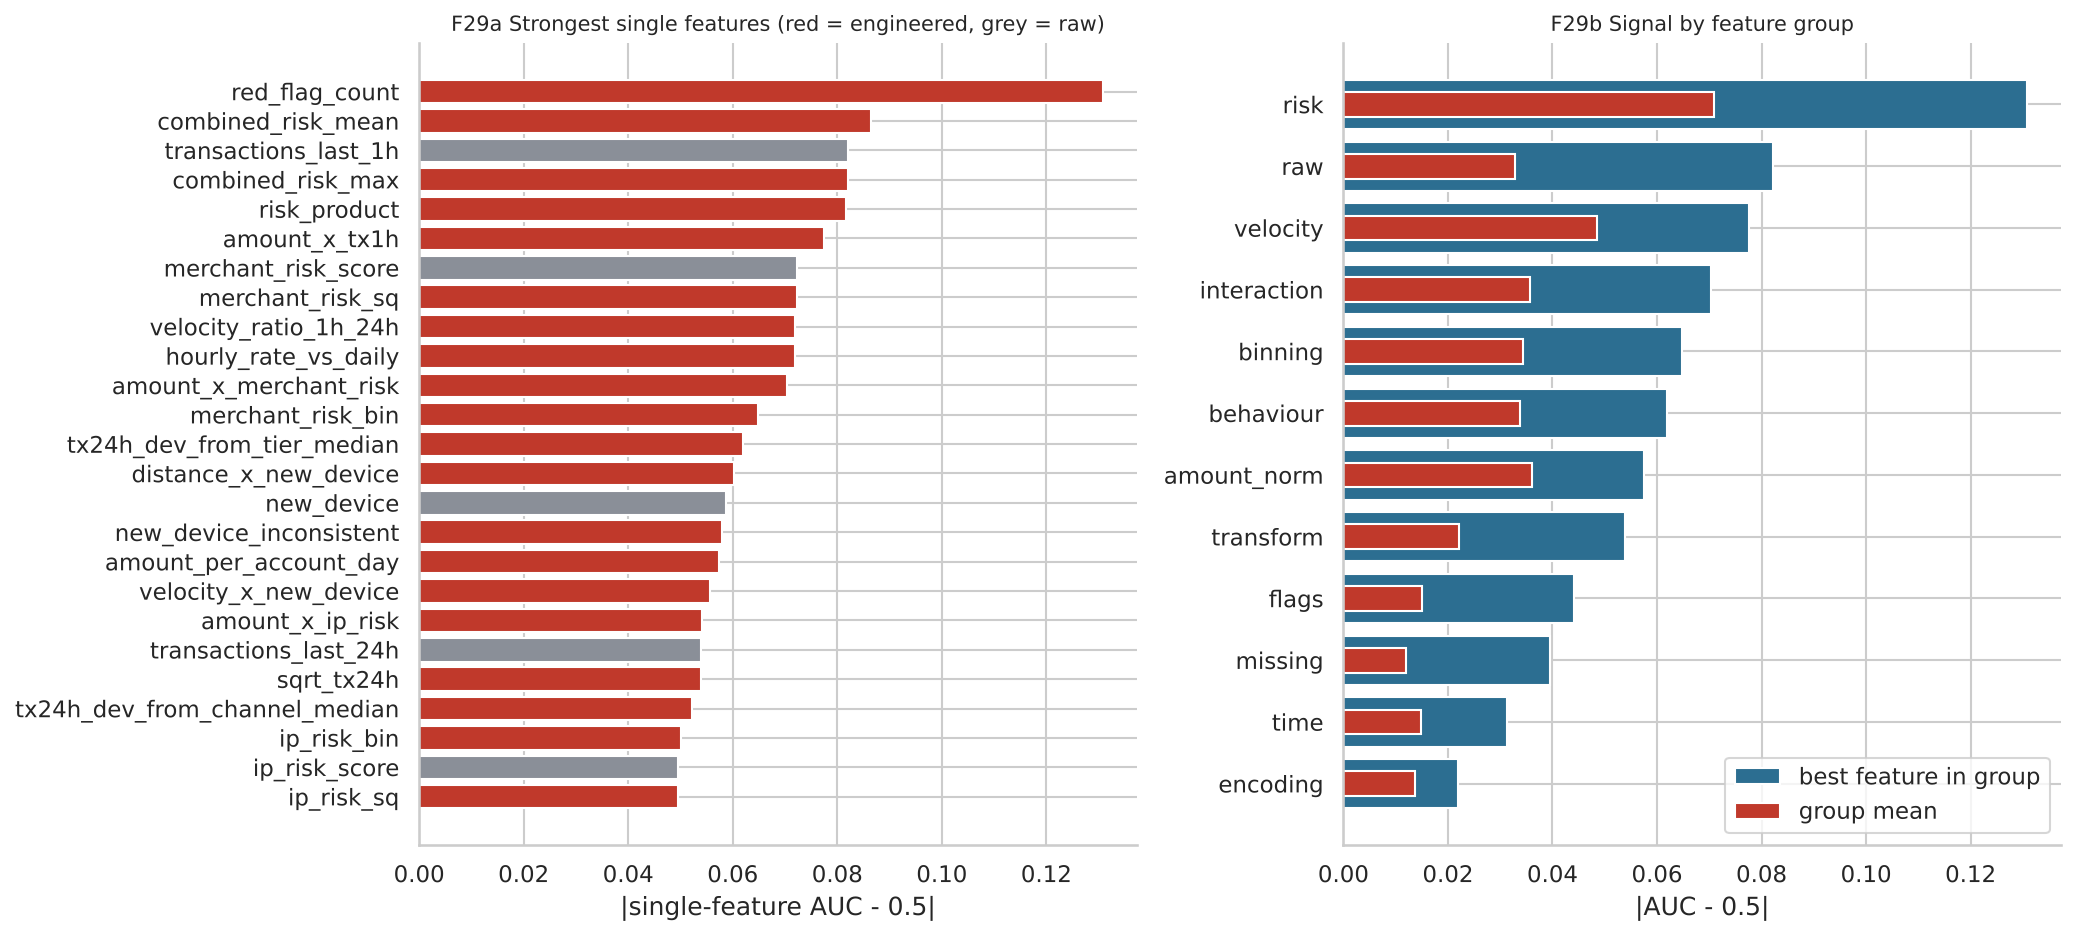 F29a Strongest single features (red = engineered, grey = raw)
red_flag_count
combined_risk_mean
transactions_last_1h
combined_risk_max
risk_product
amount_x_tx1h
merchant_risk_score
merchant_risk_sq
velocity_ratio_1h_24h
hourly_rate_vs_daily
amount_x_merchant_risk
merchant_risk_bin
tx24h_dev_from_tier_median
distance_x_new_device
new_device
new_device_inconsistent
amount_per_account_day
velocity_x_new_device
amount_x_ip_risk
transactions_last_24h
sqrt_tx24h
tx24h_dev_from_channel_median
ip_risk_bin
ip_risk_score
ip_risk_sq
0.00 0.02 0.04 0.06 0.08 0.10 0.12
|single-feature AUC - 0.5|
F29b Signal by feature group
risk
raw
velocity
interaction
binning
behaviour
amount_norm
transform
flags
missing
time
encoding
best feature in group
group mean
0.00 0.02 0.04 0.06 0.08 0.10 0.12
|AUC - 0.5|